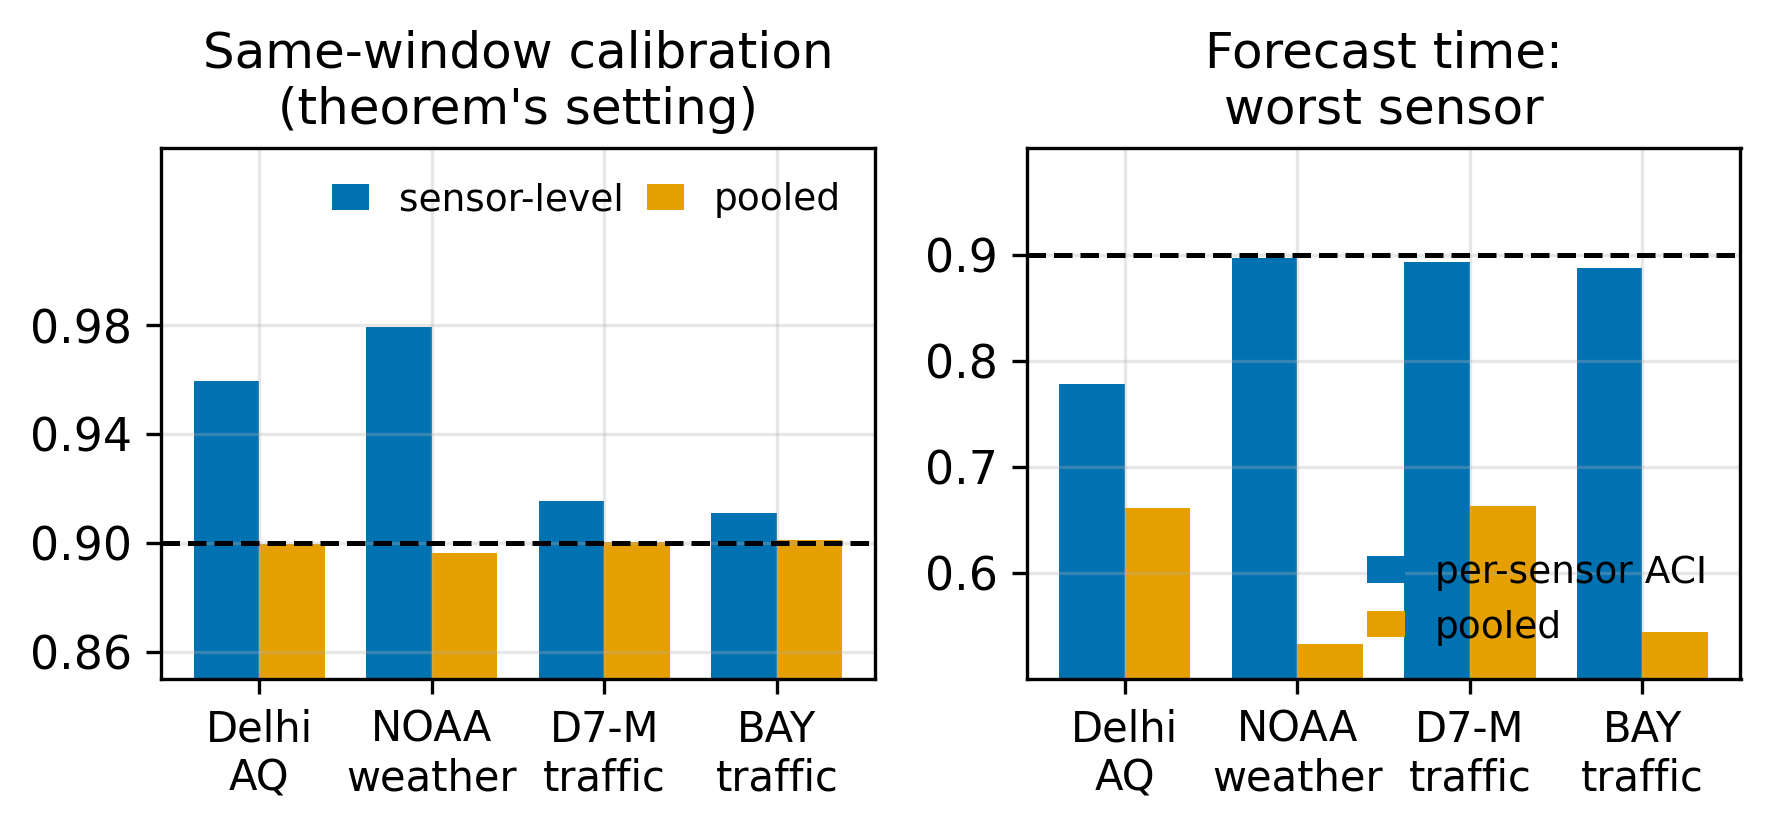 Same-window calibration
(theorem's setting)
sensor-level
pooled
0.98
0.94
0.90
0.86
Delhi
AQ
NOAA
weather
D7-M
traffic
BAY
traffic
Forecast time:
worst sensor
0.9
0.8
0.7
0.6
per-sensor ACI
pooled
Delhi
AQ
NOAA
weather
D7-M
traffic
BAY
traffic